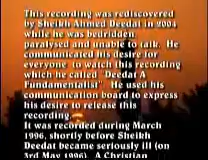 This recording was rediscovered
by Sheikh Ahmed Deedat in 2004
while he was bedridden,
paralysed and unable to talk. He
communicated his desire for
everyone to watch this recording
which he called "Deedat A
Fundamentalist". He used his
communication board to express
his desire to release this
recording.
It was recorded during March
1996, shortly before Sheikh
Deedat became seriously ill (on
3rd May 1996). A Christian